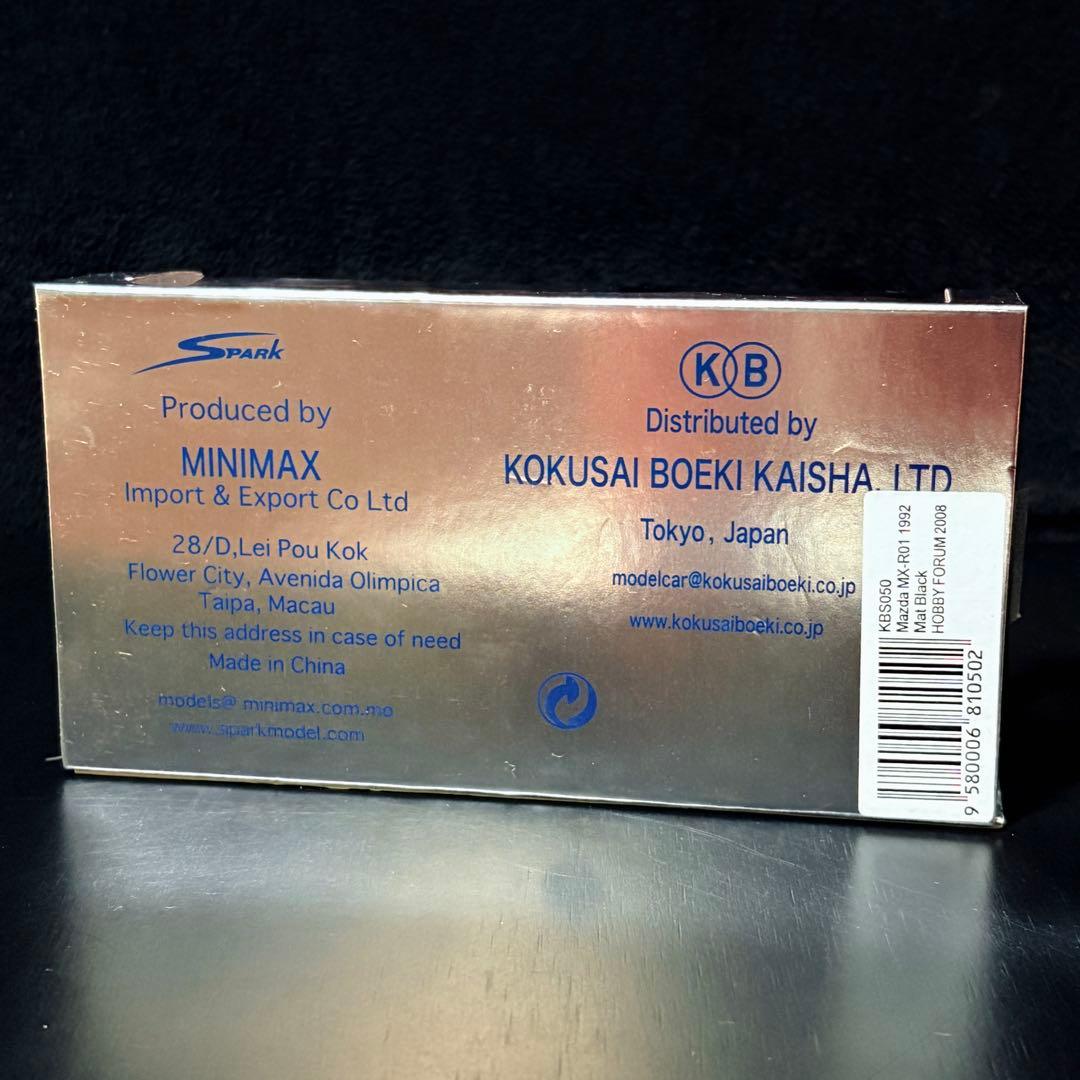 SPARK
Produced by
MINIMAX
Import & Export Co Ltd
28/D,Lei Pou Kok
Flower City, Avenida Olimpica
Taipa, Macau
Keep this address in case of need
Made in China
models@ minimax.com.mo
www.sparkmodel.com
KB
Distributed by
KOKUSAI BOEKI KAISHA, LTD
Tokyo, Japan
modelcar@kokusaiboeki.co.jp
www.kokusaiboeki.co.jp
KBS050
Mazda MX-R01 1992
Mat Black
HOBBY FORUM 2008
9 580006 810502